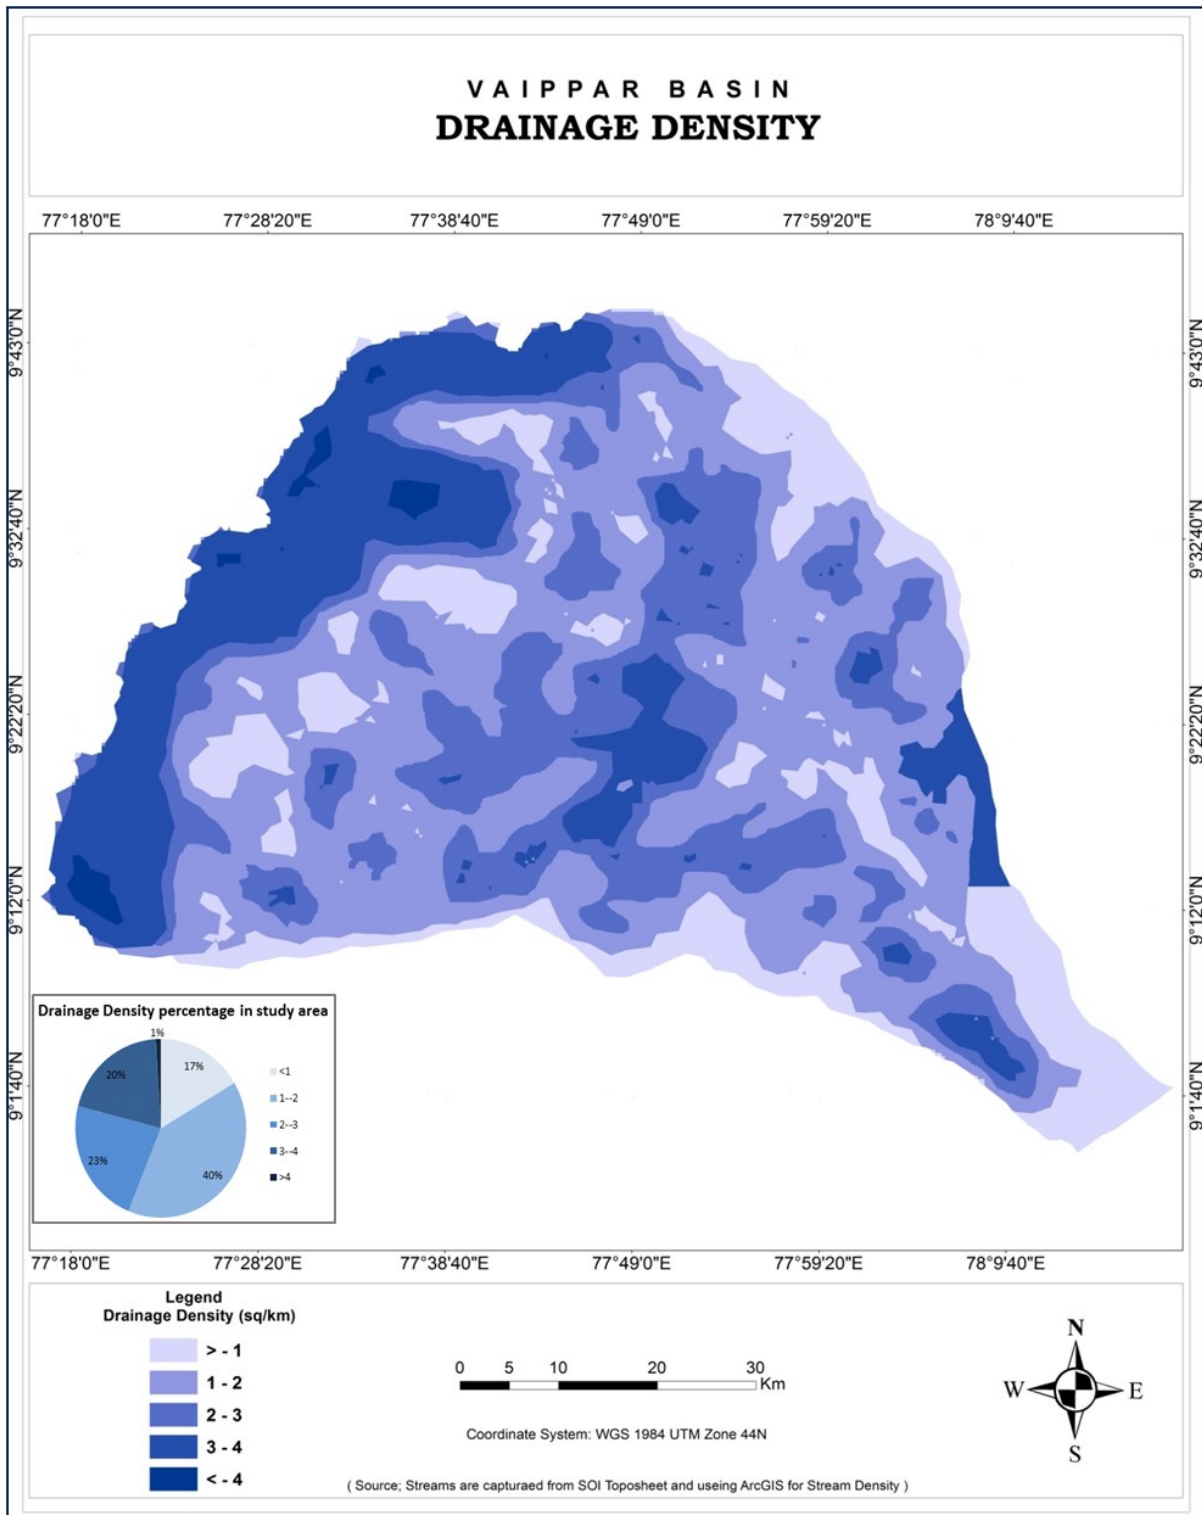 VAIPPAR BASIN
DRAINAGE DENSITY
77°18'0"E 77°28'20"E 77°38'40"E 77°49'0"E 77°59'20"E 78°9'40"E
9°43'0"N 9°43'0"N
9°32'40"N 9°32'40"N
9°22'20"N 9°22'20"N
9°12'0"N 9°12'0"N
9°1'40"N 9°1'40"N
Drainage Density percentage in study area
1%
17%
20%
23%
40%
<1
1--2
2--3
3--4
>4
77°18'0"E 77°28'20"E 77°38'40"E 77°49'0"E 77°59'20"E 78°9'40"E
Legend
Drainage Density (sq/km)
> - 1
1 - 2
2 - 3
3 - 4
< - 4
0 5 10 20 30
Km
Coordinate System: WGS 1984 UTM Zone 44N
( Source; Streams are capturaed from SOI Toposheet and useing ArcGIS for Stream Density )
N
W E
S